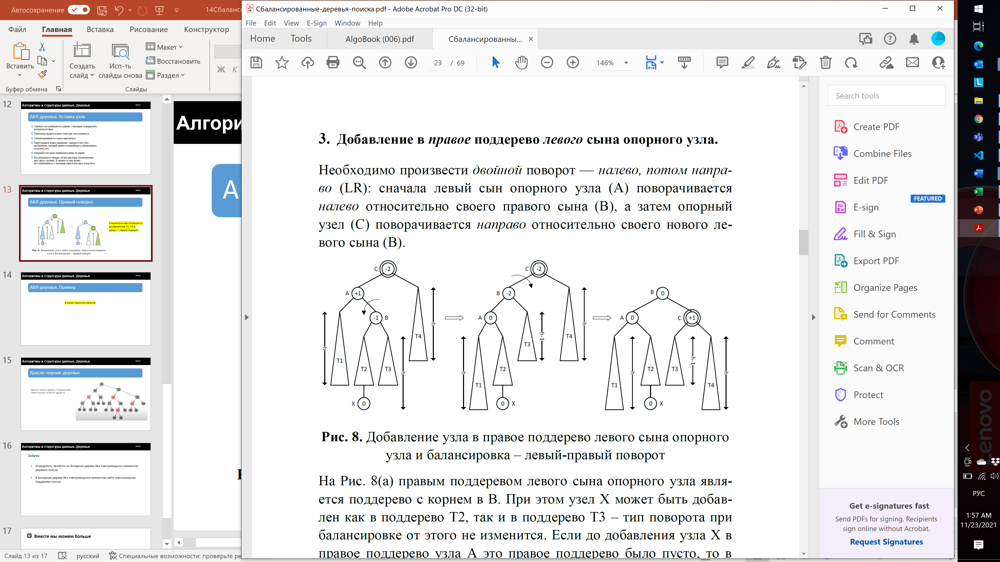 Автосохранение
14Сбаланс
Файл Главная Вставка Рисование Конструктор
Вставить
Создать
слайд
Исп-ть
слайды снова
Макет
Восстановить
Раздел
Ж К
Буфер обмена
Слайды
12
Алгоритмы и структуры данных. Деревья
АВЛ-деревья. Вставка узла
Сначала узел добавляется в дерево с помощью стандартного
алгоритма вставки
Показатели баланса в ряде узлов при этом изменятся
Сбалансированность может нарушиться
Перестраивать будем поддерево с корнем в том узле с
дисбалансом, который является ближайшим к добавленному
(опорный узел)
Опорный узел ищем поднимаясь вверх по дереву
Рассматривается четыре случая (две пары симметричных
друг другу случаев). В каждом из них баланс
восстанавливается с помощью одного или двух поворотов.
13
Алгоритмы и структуры данных. Деревья
АВЛ-деревья. Правый поворот
Симметричная ситуация (с
дисбалансов +1, +2 в
узлах) – левый поворот
Рис. 6. Добавление узла в левое поддерево левого сына опорного
узла и балансировка – правый поворот
14
Алгоритмы и структуры данных. Деревья
АВЛ-деревья. Пример
В узлах хранится balance
15
Алгоритмы и структуры данных. Деревья
Красно-черные деревья
Красно-черное дерево с N вершинами
имеет высоту не более log₂(N+1)
16
Алгоритмы и структуры данных. Деревья
Задачи
1. Определить, является ли бинарное дерево без повторяющихся элементов
деревом поиска
2. В бинарном дереве без повторяющихся элементов найти максимальное
поддерево поиска
17
Вместе мы можем больше
Слайд 13 из 17 русский Специальные возможности: проверьте ре
Алгори
А
Сбалансированные-деревья-поиска.pdf - Adobe Acrobat Pro DC (32-bit)
File Edit View E-Sign Window Help
Home Tools AlgoBook (006).pdf Сбалансированны...
23 / 69 146%
3. Добавление в правое поддерево левого сына опорного узла.
Необходимо произвести двойной поворот — налево, потом напра-
во (LR): сначала левый сын опорного узла (A) поворачивается
налево относительно своего правого сына (B), а затем опорный
узел (C) поворачивается направо относительно своего нового ле-
вого сына (B).
C -2
A +1
-1 B
h
T1
T2
T3
h
T4
h
X 0
C -2
B -2
A 0
h
T1
T2
T3
h-1
T4
h
0 X
B 0
A 0
C +1
T1
h
T2
T3
h-1
T4
h
0 X
Рис. 8. Добавление узла в правое поддерево левого сына опорного
узла и балансировка – левый-правый поворот
На Рис. 8(а) правым поддеревом левого сына опорного узла явля-
ется поддерево с корнем в B. При этом узел X может быть добав-
лен как в поддерево T2, так и в поддерево T3 – тип поворота при
балансировке от этого не изменится. Если до добавления узла X в
правое поддерево узла A это правое поддерево было пусто, то в
Search tools
Create PDF
Combine Files
Edit PDF
FEATURED
E-sign
Fill & Sign
Export PDF
Organize Pages
Send for Comments
Comment
Scan & OCR
Protect
More Tools
Get e-signatures fast
Send PDFs for signing. Recipients
sign online without Acrobat.
Request Signatures
Lenovo
РУС
1:57 AM
11/23/2021